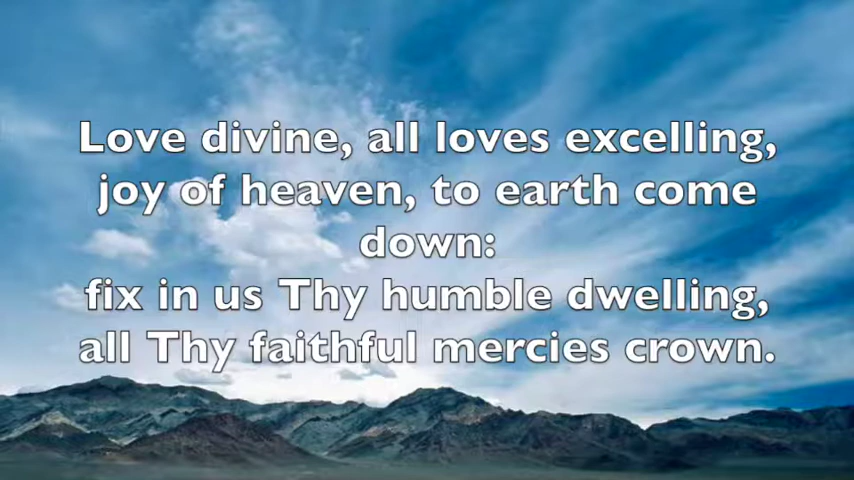 Love divine, all loves excelling,
joy of heaven, to earth come
down:
fix in us Thy humble dwelling,
all Thy faithful mercies crown.